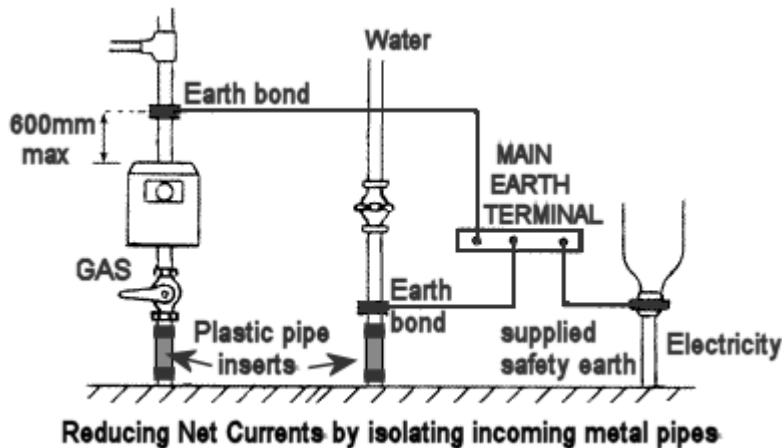 Water
Earth bond
600mm
max
MAIN
EARTH
TERMINAL
GAS
Earth
bond
Plastic pipe
inserts
supplied
safety earth
Electricity
Reducing Net Currents by isolating incoming metal pipes